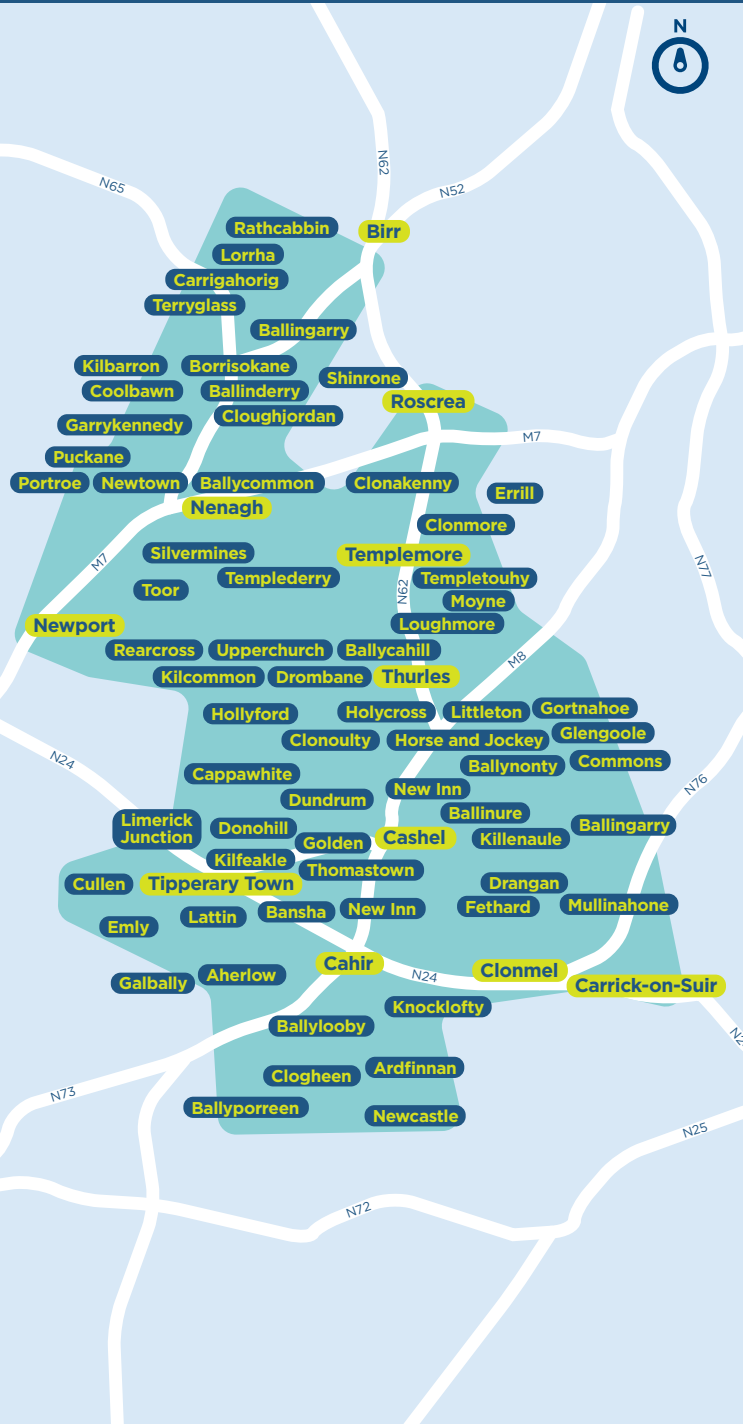 N
N62
N65
N52
Rathcabbin
Birr
Lorrha
Carrigahorig
Terryglass
Ballingarry
Kilbarron
Borrisokane
Shinrone
Coolbawn
Ballinderry
Roscrea
Cloughjordan
Garrykennedy
M7
Puckane
Portroe
Newtown
Ballycommon
Clonakenny
Errill
Nenagh
Clonmore
Silvermines
Templemore
M7
N77
Templederry
Templetouhy
Toor
N62
Moyne
Newport
Loughmore
Rearcross
Upperchurch
Ballycahill
M8
Kilcommon
Drombane
Thurles
Hollyford
Holycross
Littleton
Gortnahoe
Clonoulty
Horse and Jockey
Glengoole
N24
Ballynonty
Commons
Cappawhite
New Inn
N76
Dundrum
Ballinure
Limerick
Junction
Donohill
Golden
Cashel
Killenaule
Ballingarry
Kilfeakle
Thomastown
Cullen
Tipperary Town
Drangan
Emly
Lattin
Bansha
New Inn
Fethard
Mullinahone
Cahir
N24
Clonmel
Galbally
Aherlow
Carrick-on-Suir
Knocklofty
Ballylooby
Clogheen
Ardfinnan
N73
Ballyporreen
Newcastle
N25
N72